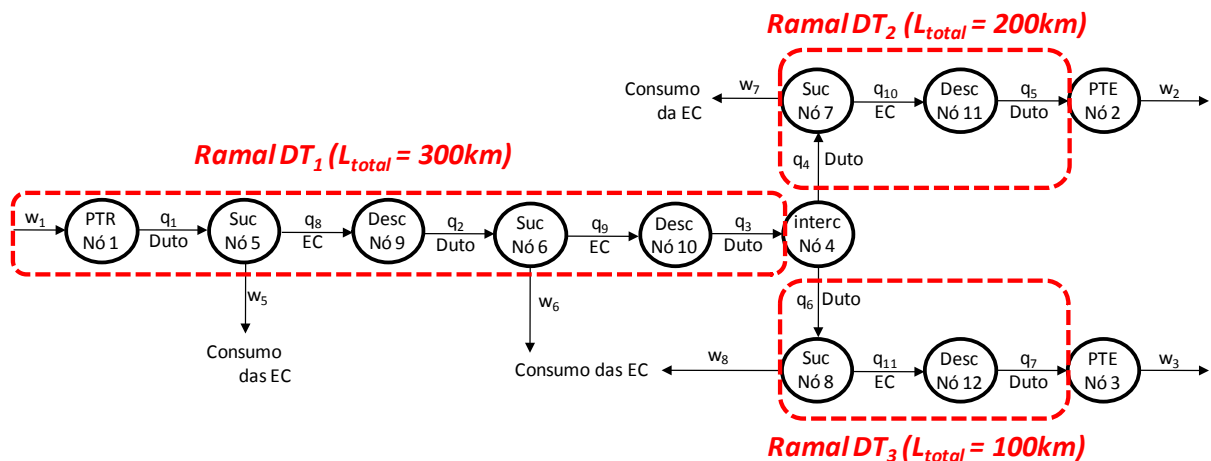 Ramal DT2 (Ltotal = 200km)
Consumo
da EC
w7
Suc
Nó 7
q10
EC
Desc
Nó 11
q5
Duto
PTE
Nó 2
w2
q4 Duto
Ramal DT1 (Ltotal = 300km)
w1
PTR
Nó 1
q1
Duto
Suc
Nó 5
q8
EC
Desc
Nó 9
q2
Duto
Suc
Nó 6
q9
EC
Desc
Nó 10
q3
Duto
interc
Nó 4
w5
w6
q6 Duto
Consumo
das EC
Consumo das EC
w8
Suc
Nó 8
q11
EC
Desc
Nó 12
q7
Duto
PTE
Nó 3
w3
Ramal DT3 (Ltotal = 100km)